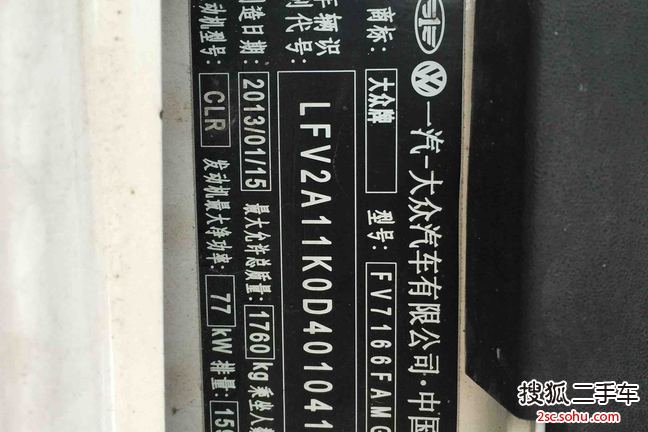 一汽-大众汽车有限公司·中国
商标: 大众牌 型号: FV7166FAMG
车辆识
别代号: LFV2A11K0D401041
制造日期: 2013/01/15 最大允许总质量: 1760 kg 乘坐人
发动机型号: CLR 发动机最大净功率: 77 kW 排量: 159
搜狐二手车
2sc.sohu.com